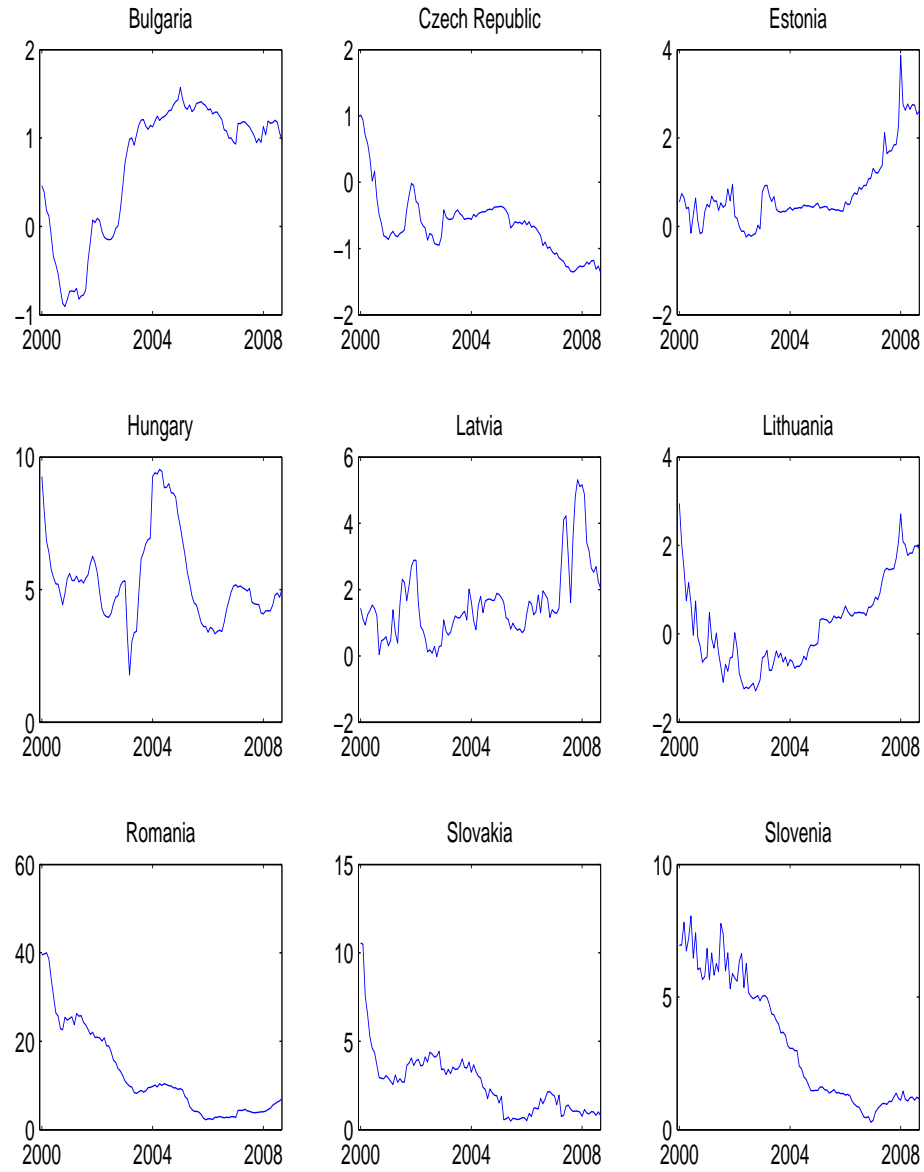 Bulgaria Czech Republic Estonia
2 2 4
1 1 2
0 0 0
−1
−1 −2 −2
2000 2004 2008 2000 2004 2008 2000 2004 2008
Hungary Latvia Lithuania
10 6 4
4 2
5 2 0
0
0 −2 −2
2000 2004 2008 2000 2004 2008 2000 2004 2008
Romania Slovakia Slovenia
60 15 10
40 10
5
20 5
0 0 0
2000 2004 2008 2000 2004 2008 2000 2004 2008